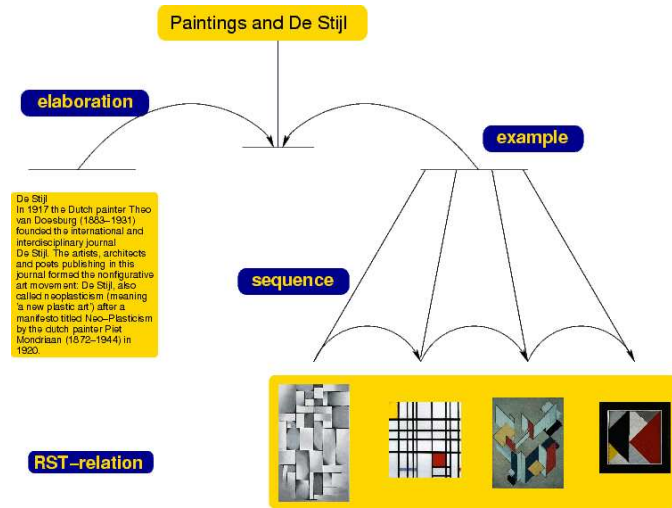 Paintings and De Stijl
elaboration
example
De Stijl
In 1917 the Dutch painter Theo
van Doesburg (1883–1931)
founded the international and
interdisciplinary journal
De Stijl. The artists, architects
and poets publishing in this
journal formed the nonfigurative
art movement: De Stijl, also
called neoplasticism (meaning
'a new plastic art') after a
manifesto titled Neo–Plasticism
by the dutch painter Piet
Mondriaan (1872–1944) in
1920.
sequence
RST–relation